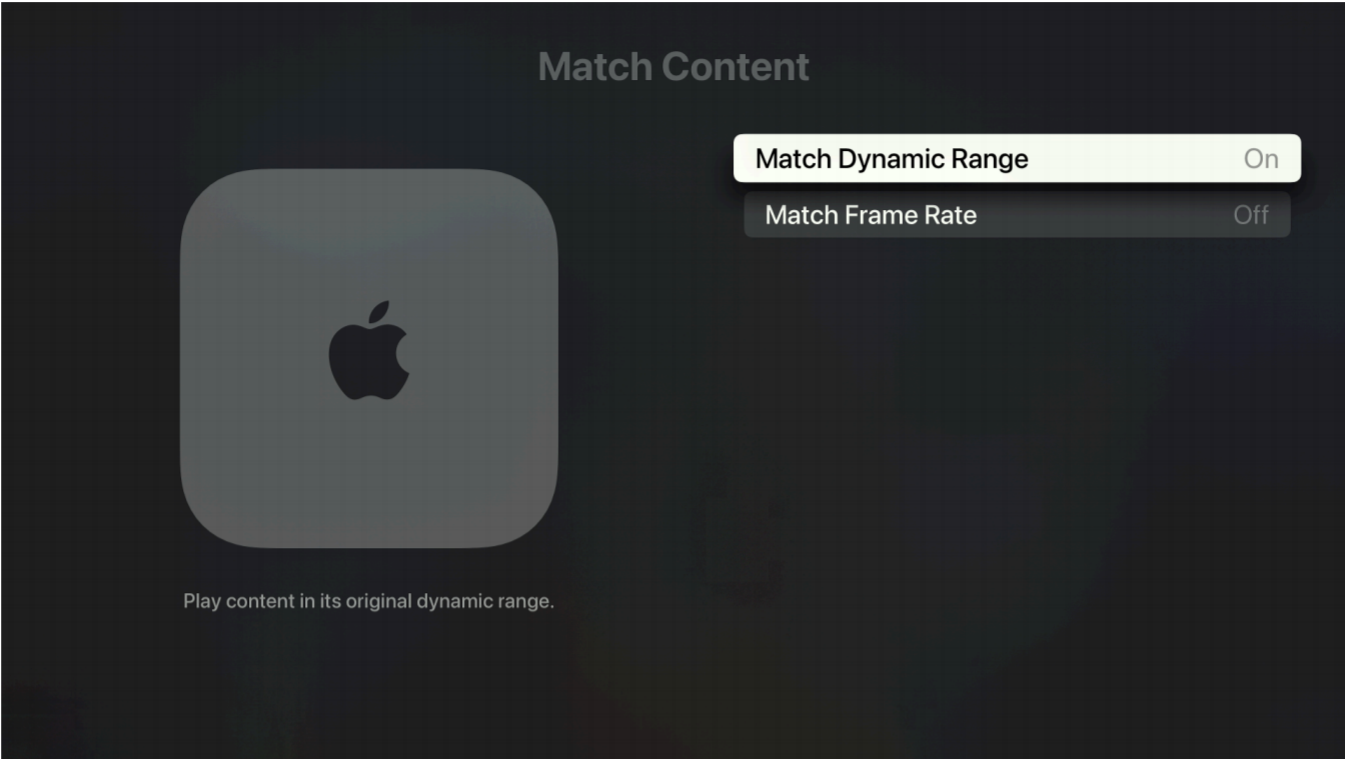 Match Content
Match Dynamic Range On
Match Frame Rate Off
Play content in its original dynamic range.